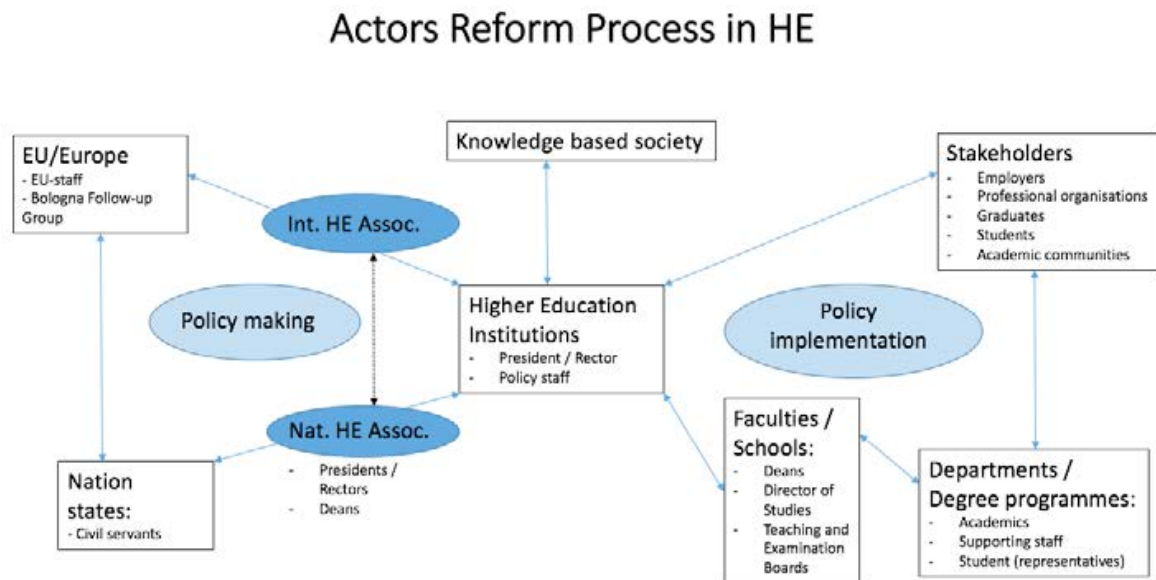 Actors Reform Process in HE
EU/Europe
- EU-staff
- Bologna Follow-up
Group
Knowledge based society
Stakeholders
- Employers
- Professional organisations
- Graduates
- Students
- Academic communities
Int. HE Assoc.
Policy making
Higher Education
Institutions
- President / Rector
- Policy staff
Policy
implementation
Nat. HE Assoc.
- Presidents /
Rectors
- Deans
Nation
states:
- Civil servants
Faculties /
Schools:
- Deans
- Director of
Studies
- Teaching and
Examination
Boards
Departments /
Degree programmes:
- Academics
- Supporting staff
- Student (representatives)